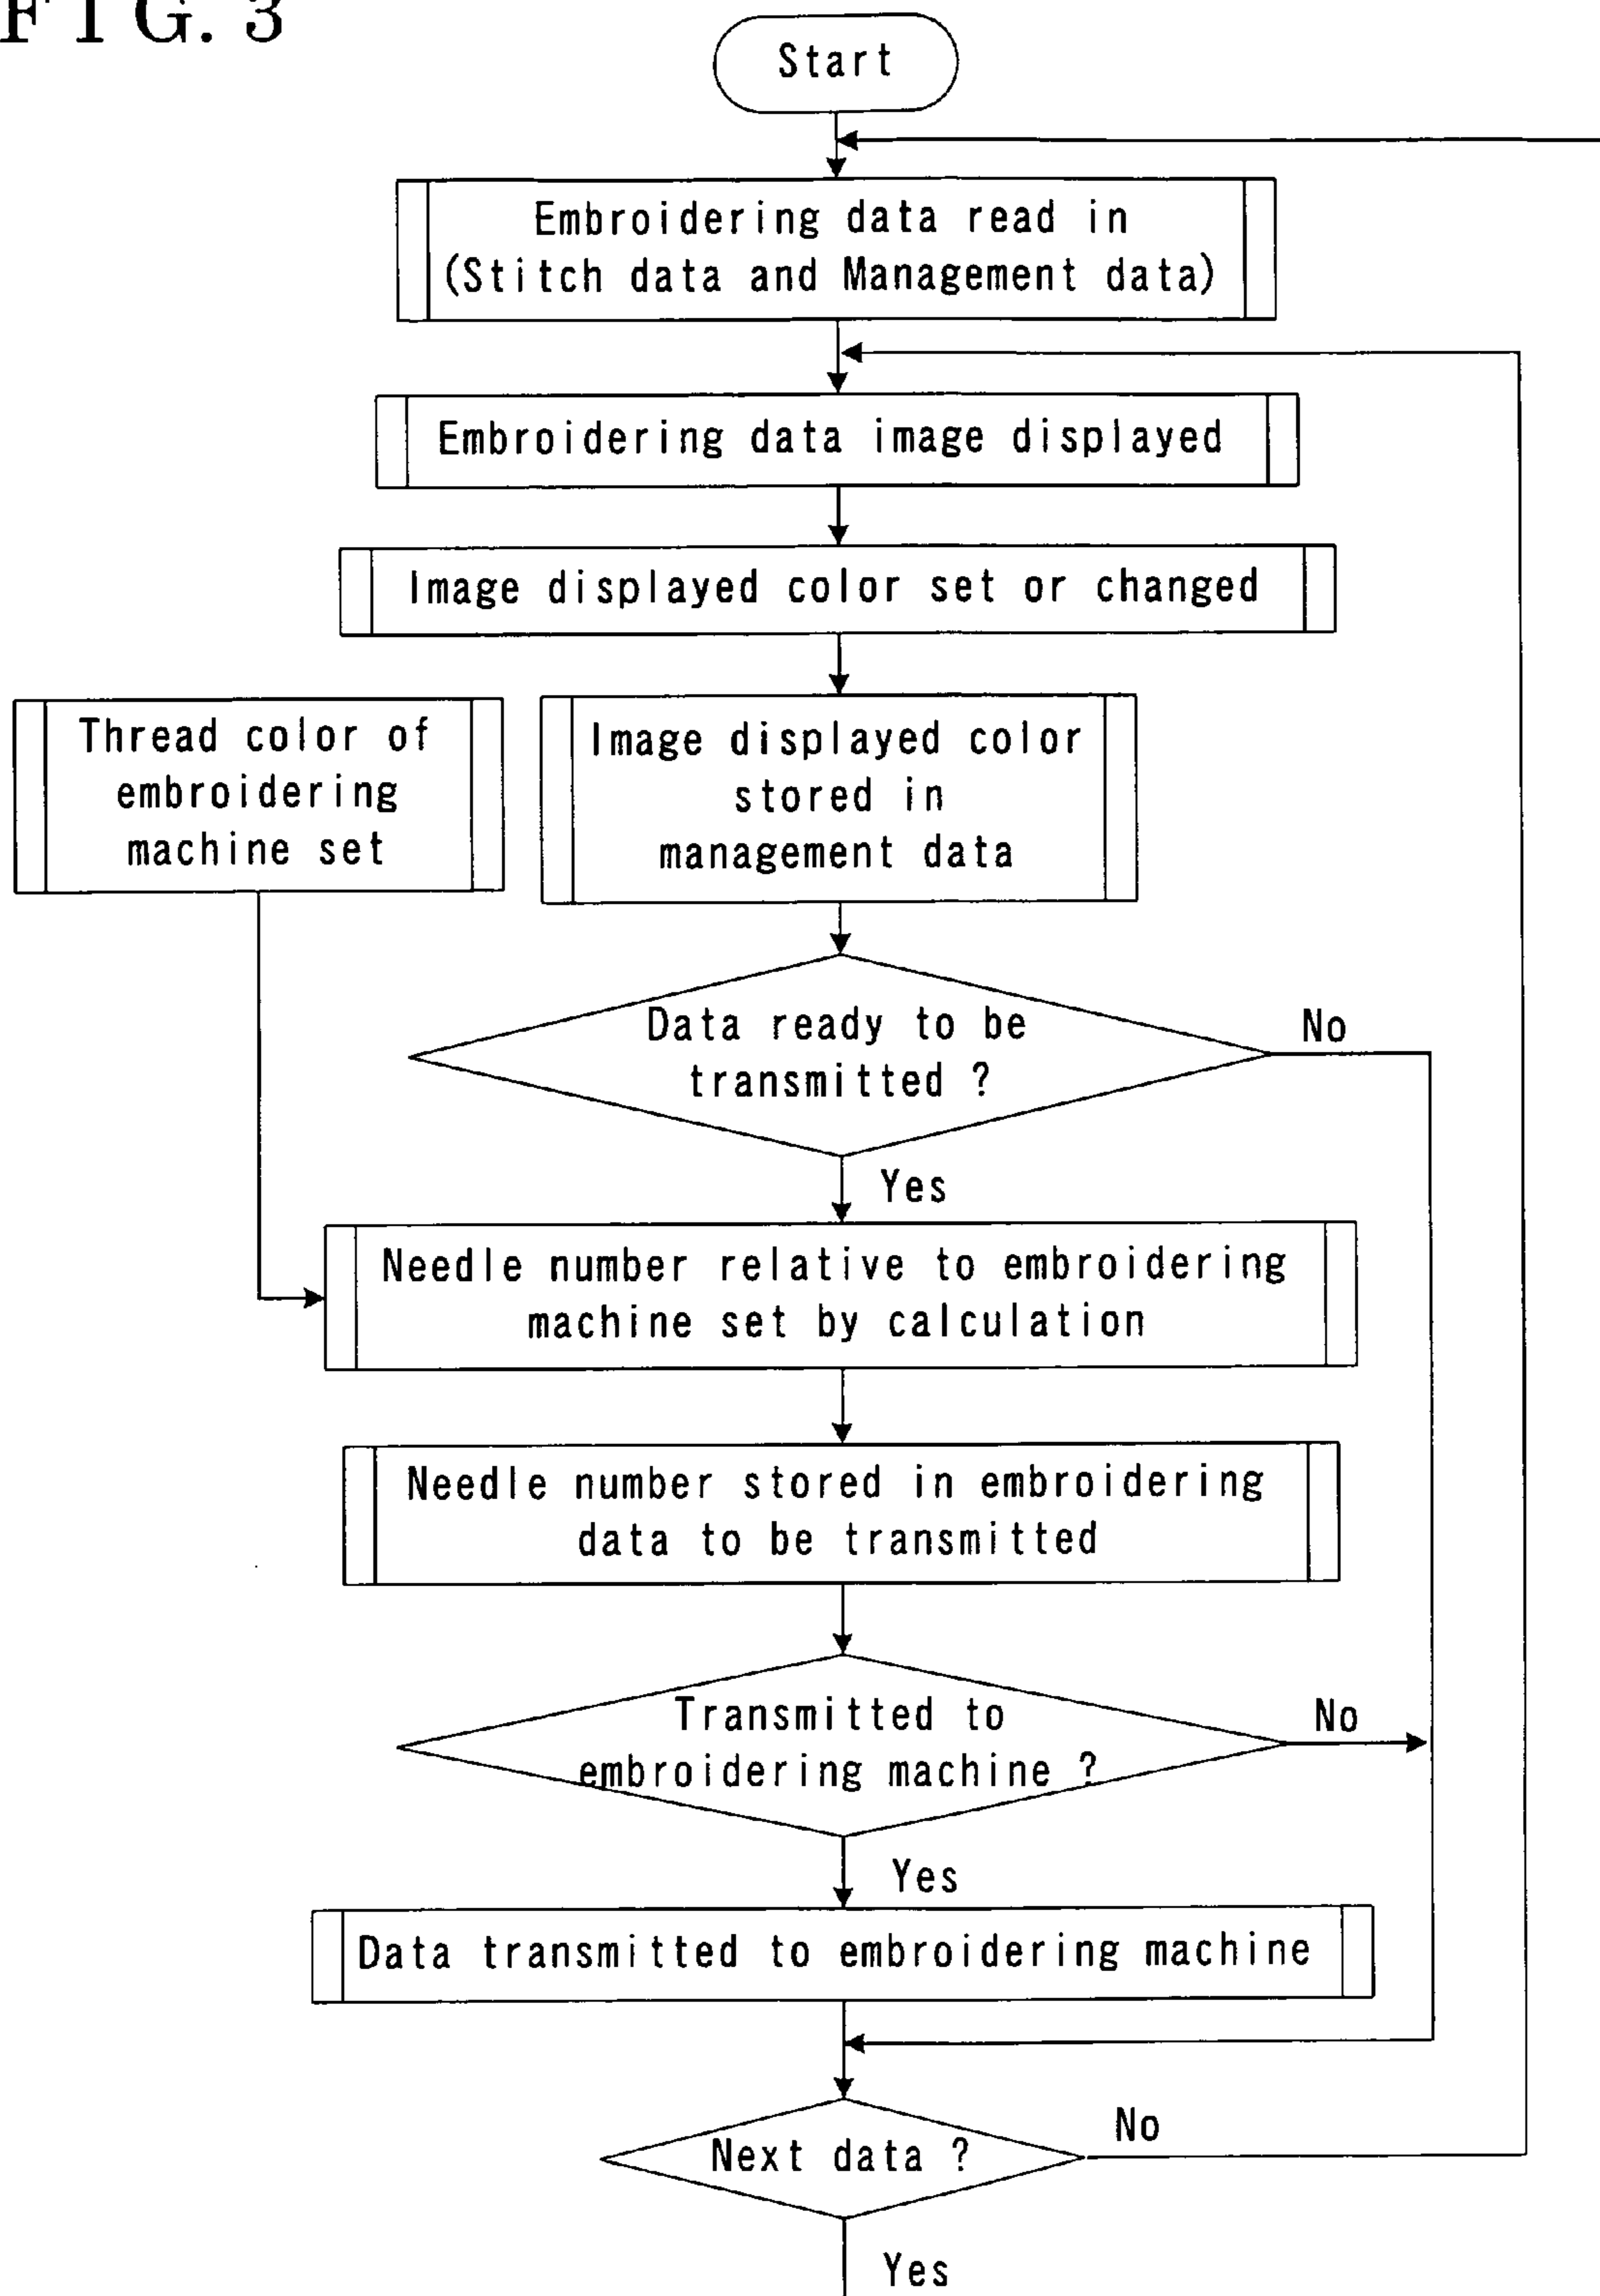 FIG. 3
Start
Embroidering data read in
(Stitch data and Management data)
Embroidering data image displayed
Image displayed color set or changed
Thread color of
embroidering
machine set
Image displayed color
stored in
management data
Data ready to be
transmitted ?
No
Yes
Needle number relative to embroidering
machine set by calculation
Needle number stored in embroidering
data to be transmitted
Transmitted to
embroidering machine ?
No
Yes
Data transmitted to embroidering machine
Next data ?
No
Yes